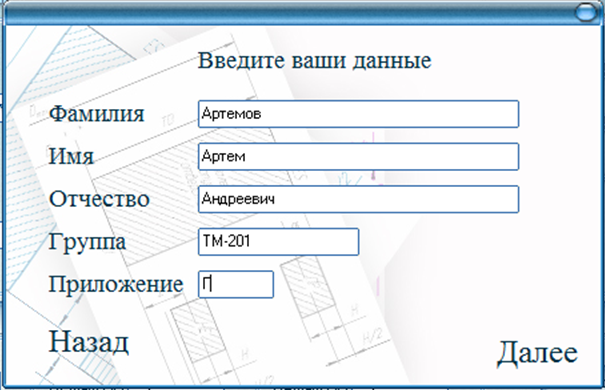 Введите ваши данные
Фамилия Артемов
Имя Артем
Отчество Андреевич
Группа ТМ-201
Приложение П
Назад
Далее